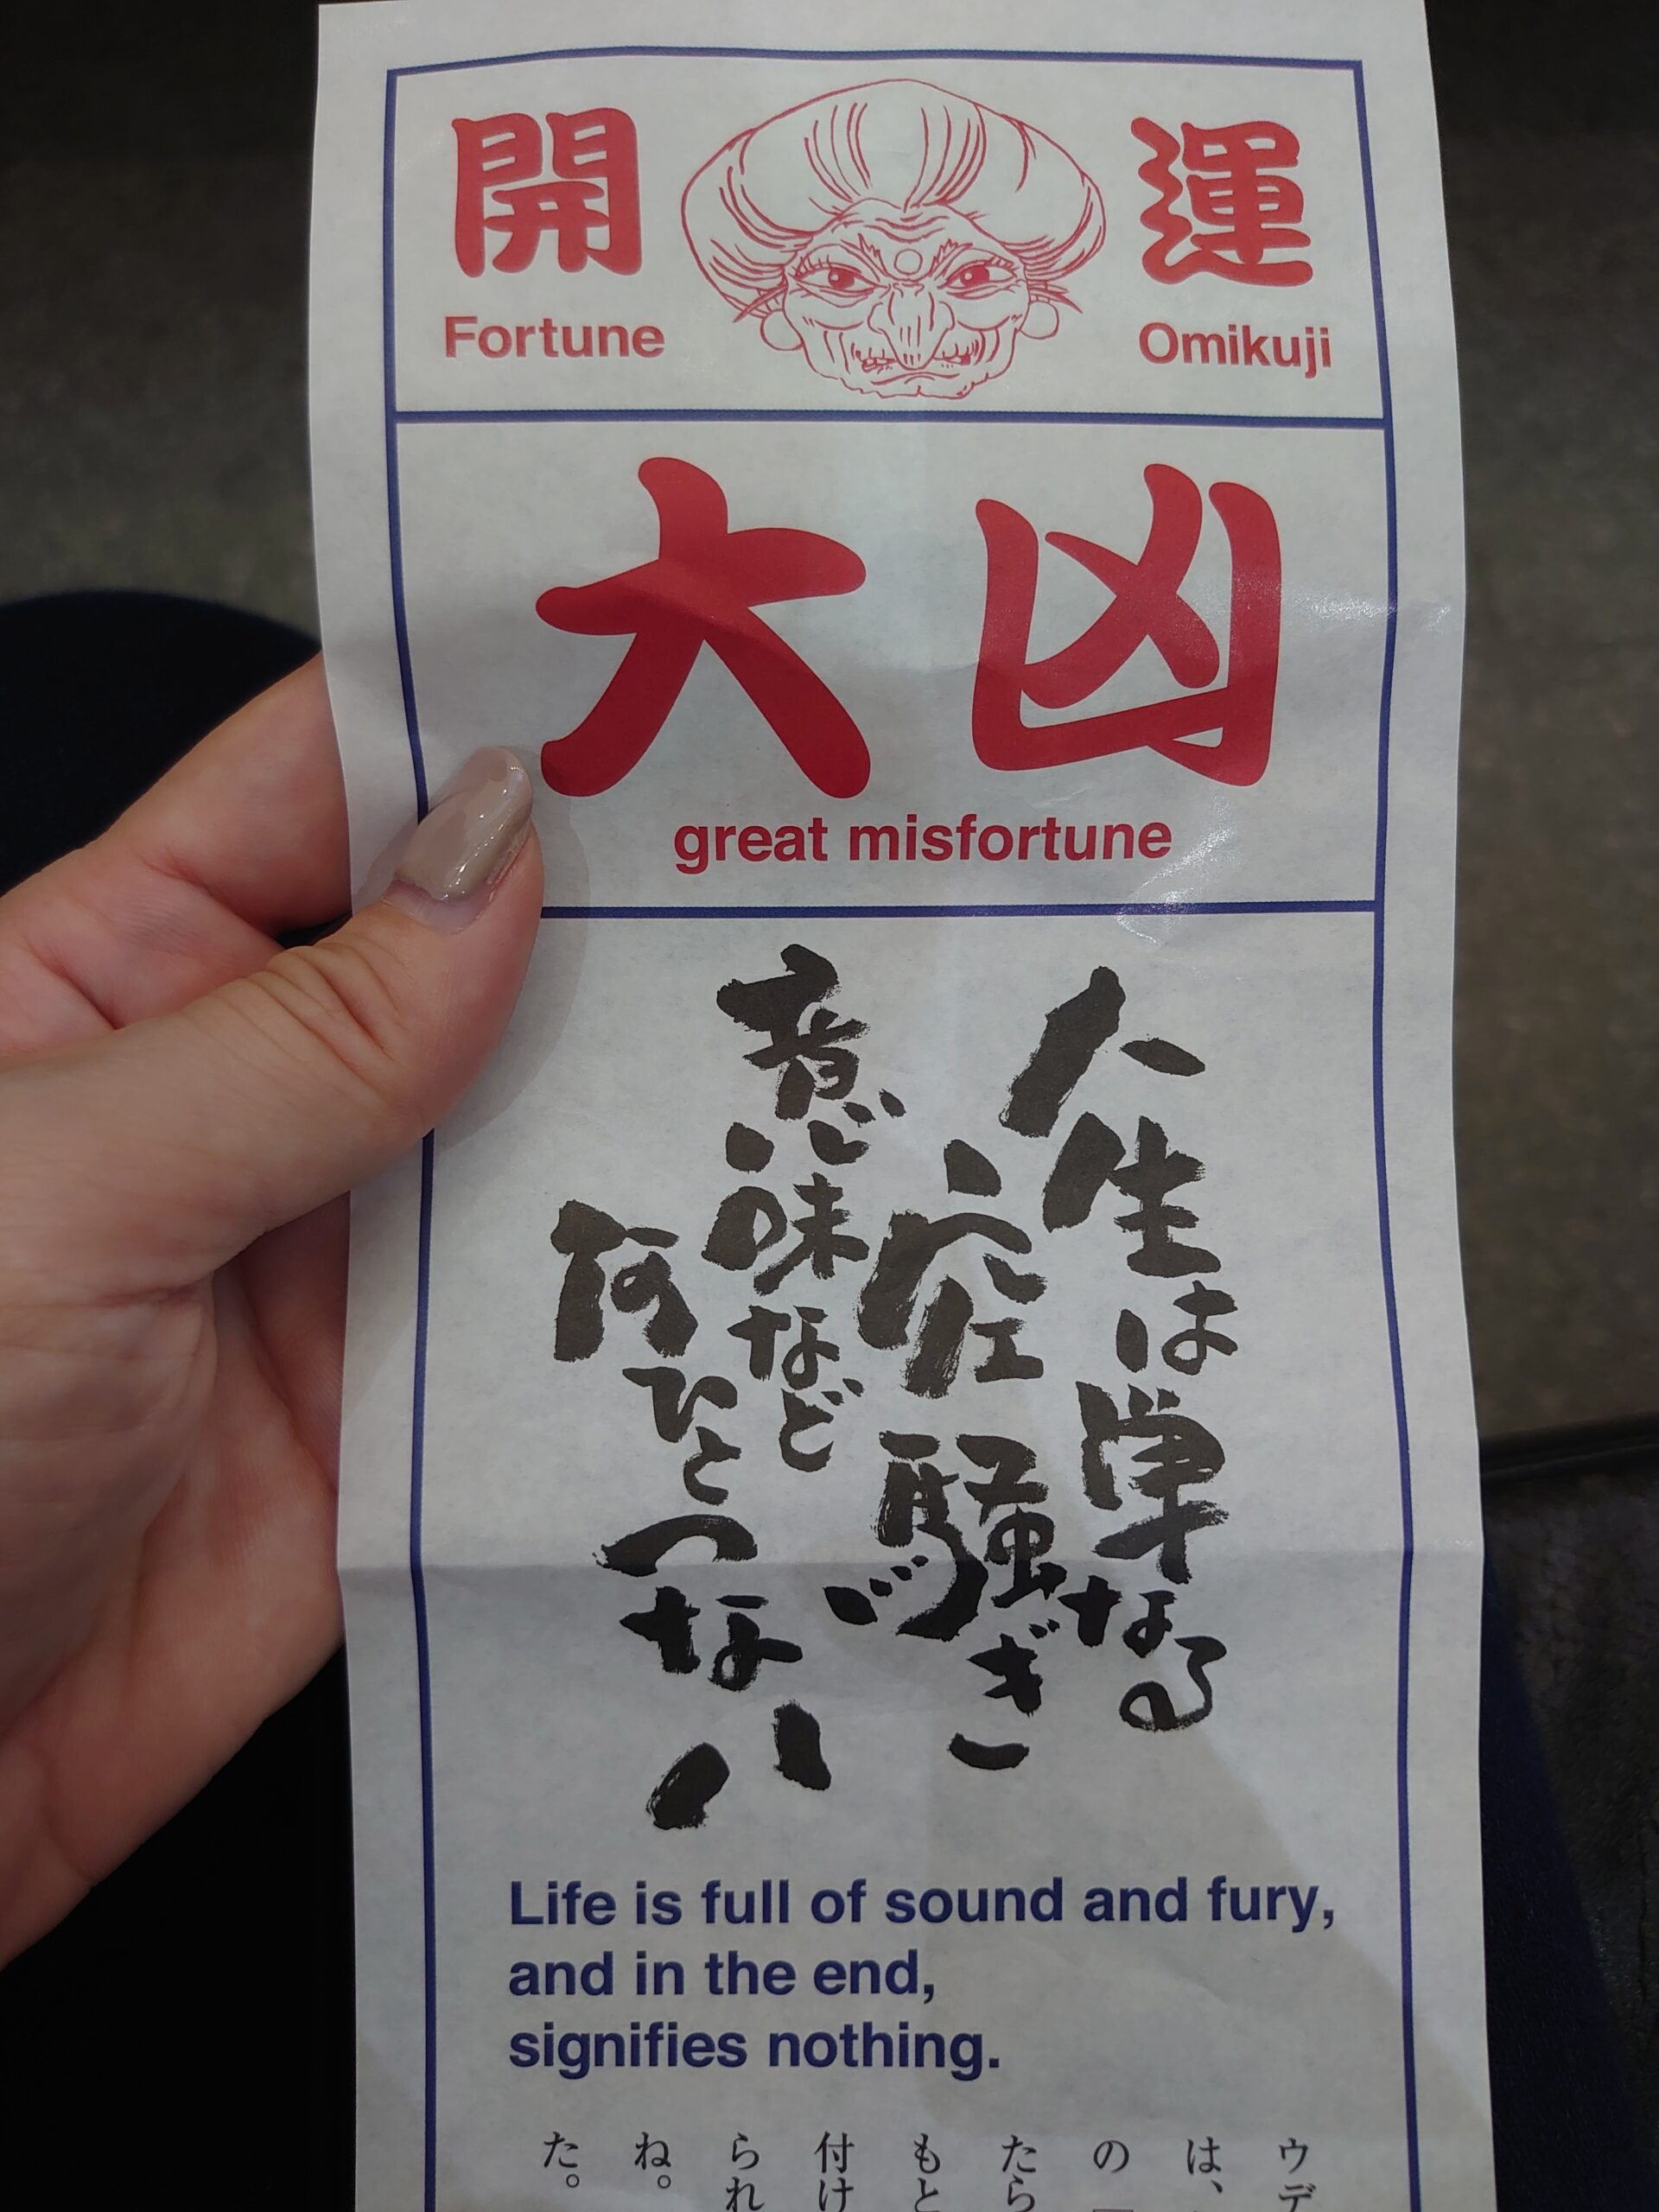 開運
Fortune
Omikuji
大凶
great misfortune
人生は単なる
空騒ぎ
意味など
何ひとつない
Life is full of sound and fury,
and in the end,
signifies nothing.
ウデ
は、
の
たら
もと
付け
られ
ね。
た。